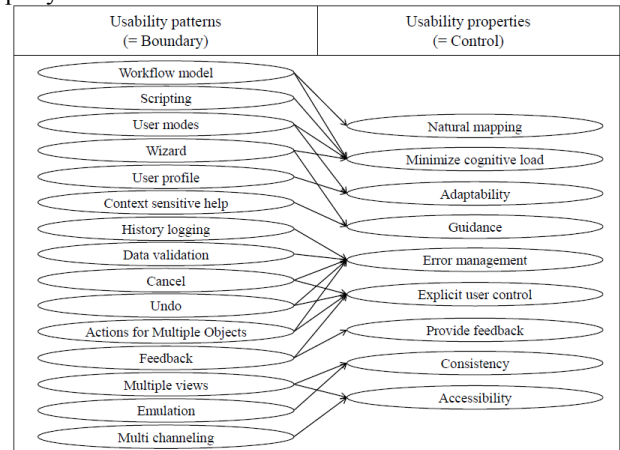 Usability patterns
(= Boundary)
Usability properties
(= Control)
Workflow model
Scripting
User modes
Wizard
User profile
Context sensitive help
History logging
Data validation
Cancel
Undo
Actions for Multiple Objects
Feedback
Multiple views
Emulation
Multi channeling
Natural mapping
Minimize cognitive load
Adaptability
Guidance
Error management
Explicit user control
Provide feedback
Consistency
Accessibility